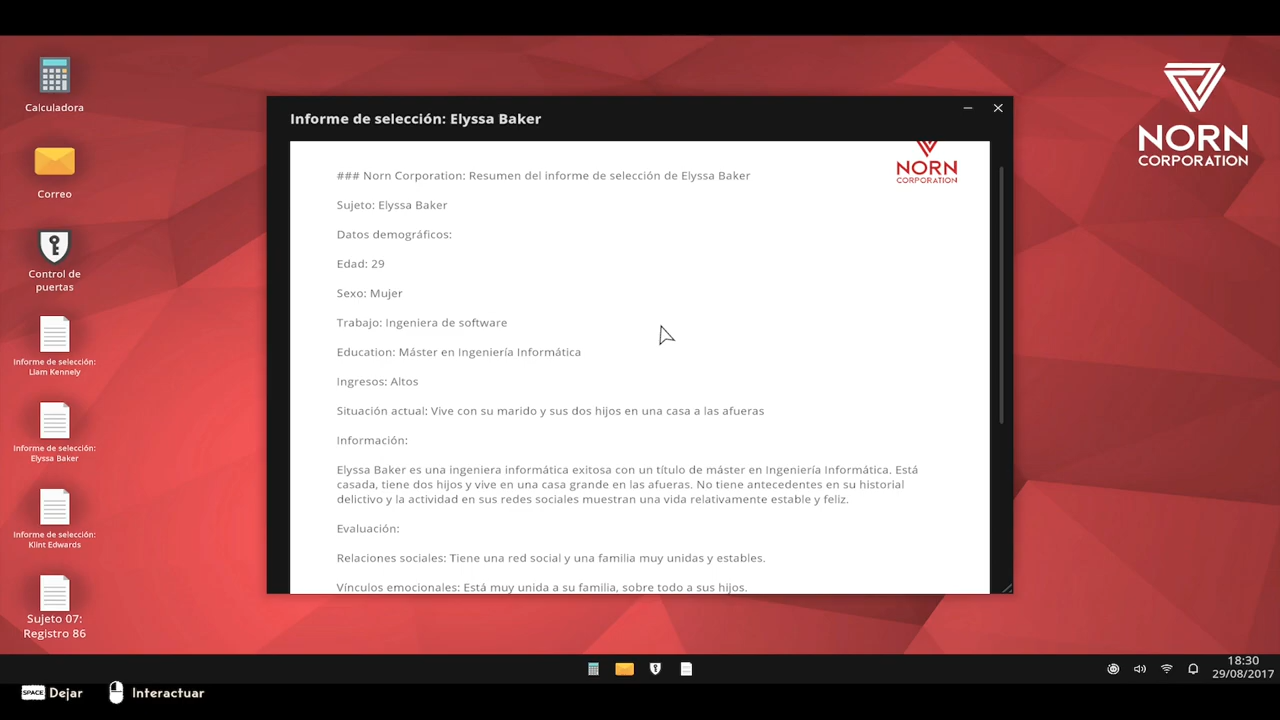 Calculadora
Correo
Control de
puertas
Informe de selección:
Liam Kennely
Informe de selección:
Elyssa Baker
Informe de selección:
Klint Edwards
Sujeto 07:
Registro 86
NORN
CORPORATION
Informe de selección: Elyssa Baker
NORN
CORPORATION
### Norn Corporation: Resumen del informe de selección de Elyssa Baker
Sujeto: Elyssa Baker
Datos demográficos:
Edad: 29
Sexo: Mujer
Trabajo: Ingeniera de software
Education: Máster en Ingeniería Informática
Ingresos: Altos
Situación actual: Vive con su marido y sus dos hijos en una casa a las afueras
Información:
Elyssa Baker es una ingeniera informática exitosa con un título de máster en Ingeniería Informática. Está
casada, tiene dos hijos y vive en una casa grande en las afueras. No tiene antecedentes en su historial
delictivo y la actividad en sus redes sociales muestran una vida relativamente estable y feliz.
Evaluación:
Relaciones sociales: Tiene una red social y una familia muy unidas y estables.
Vínculos emocionales: Está muy unida a su familia, sobre todo a sus hijos.
18:30
29/08/2017
SPACE Dejar
Interactuar